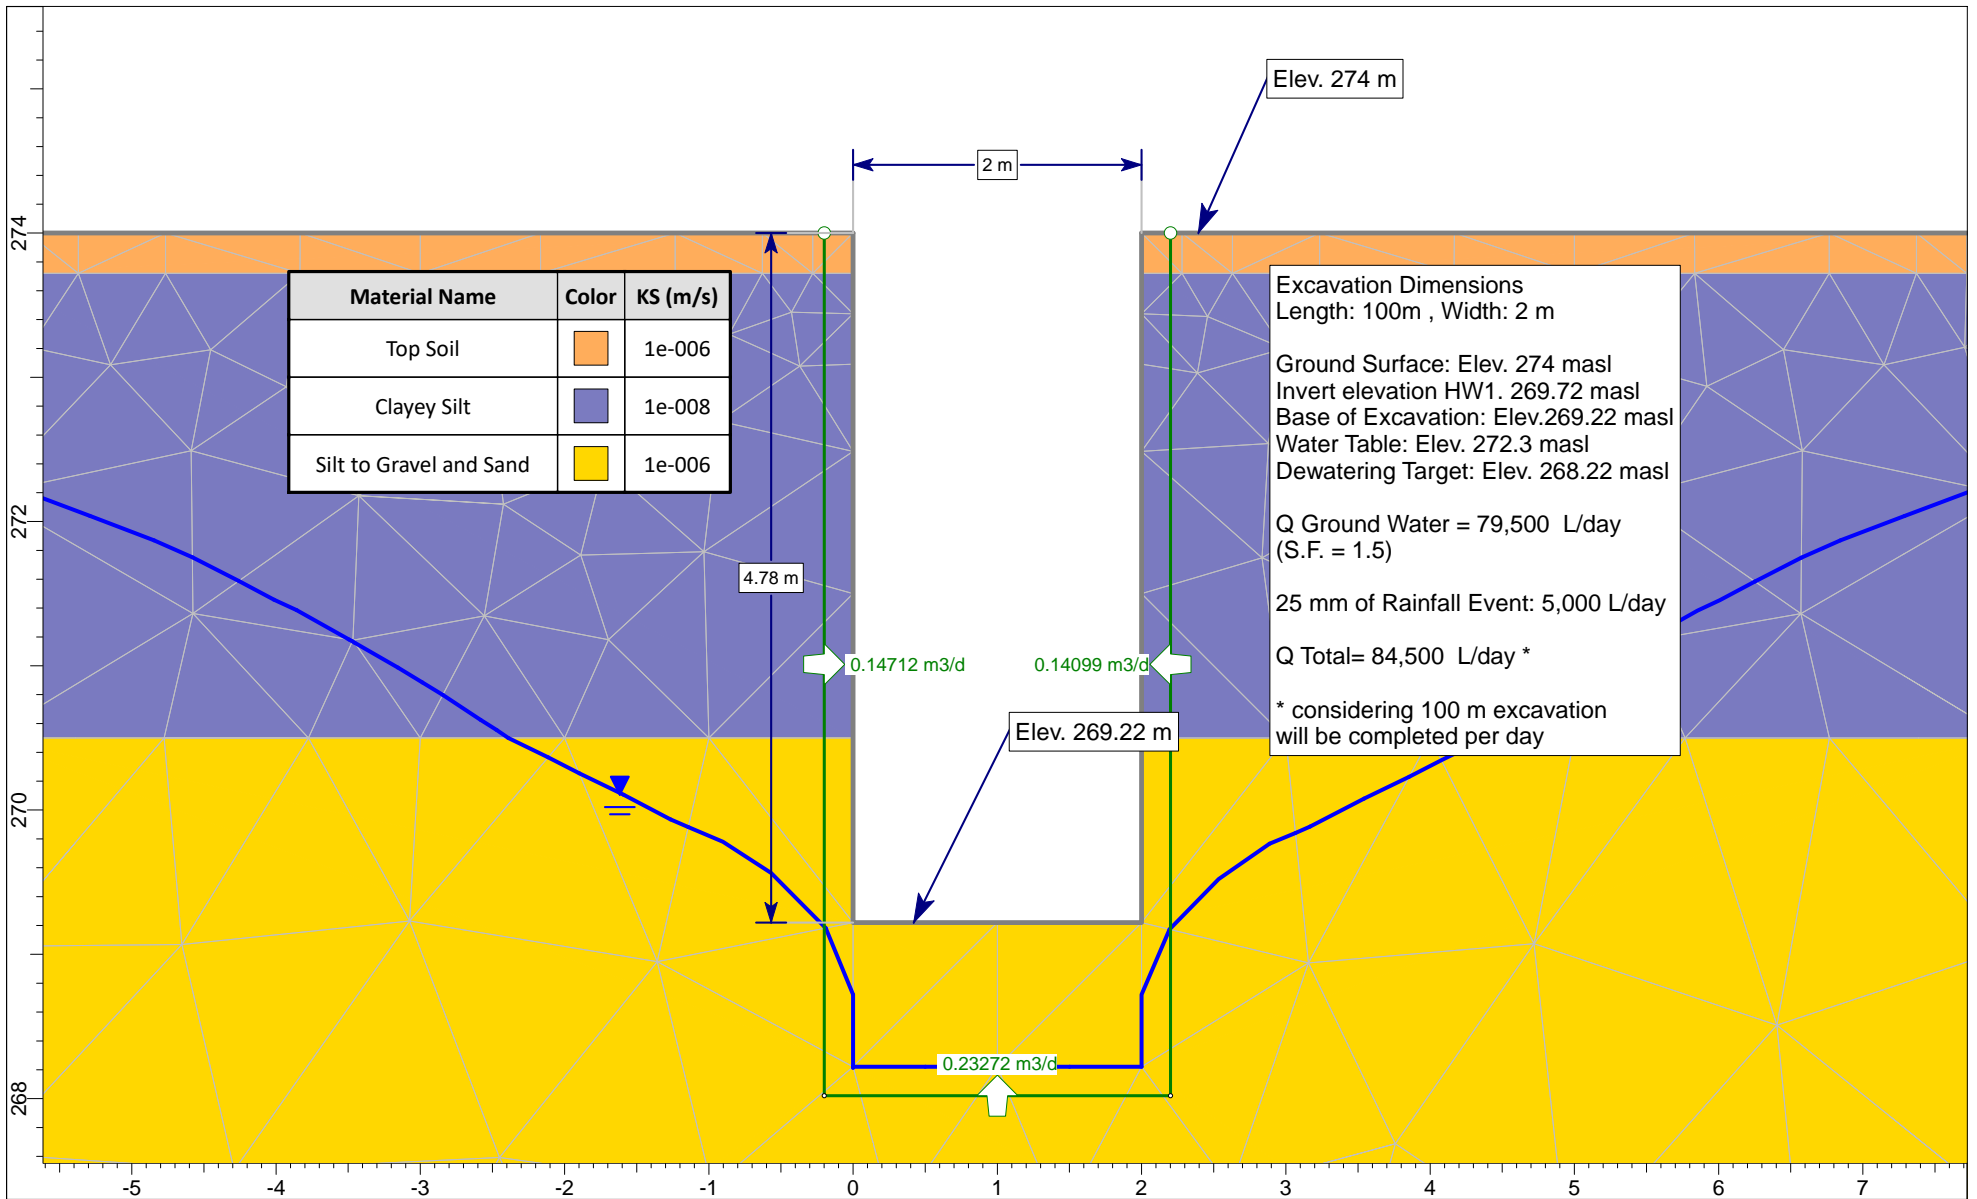 Elev. 274 m
2 m
274
272
270
268
Material Name Color KS (m/s)
Top Soil 1e-006
Clayey Silt 1e-008
Silt to Gravel and Sand 1e-006
4.78 m
0.14712 m3/d
0.14099 m3/d
Elev. 269.22 m
0.23272 m3/d
Excavation Dimensions
Length: 100m , Width: 2 m
Ground Surface: Elev. 274 masl
Invert elevation HW1. 269.72 masl
Base of Excavation: Elev.269.22 masl
Water Table: Elev. 272.3 masl
Dewatering Target: Elev. 268.22 masl
Q Ground Water = 79,500 L/day
(S.F. = 1.5)
25 mm of Rainfall Event: 5,000 L/day
Q Total= 84,500 L/day *
* considering 100 m excavation
will be completed per day
-5 -4 -3 -2 -1 0 1 2 3 4 5 6 7